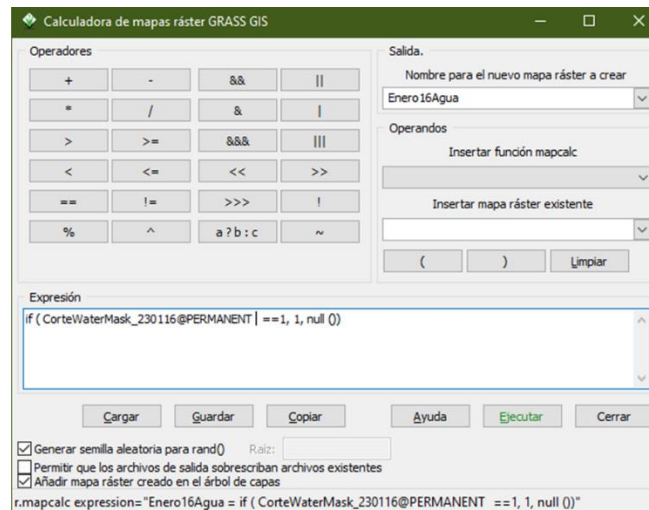 Calculadora de mapas ráster GRASS GIS
Operadores
+ - && ||
* / & |
> >= &&& |||
< <= << >>
== != >>> !
% ^ a?b:c ~
Salida.
Nombre para el nuevo mapa ráster a crear
Enero16Agua
Operandos
Insertar función mapcalc
Insertar mapa ráster existente
( ) Limpiar
Expresión
if ( CorteWaterMask_230116@PERMANENT ==1, 1, null ())
Cargar Guardar Copiar Ayuda Ejecutar Cerrar
Generar semilla aleatoria para rand() Raiz:
Permitir que los archivos de salida sobrescriban archivos existentes
Añadir mapa ráster creado en el árbol de capas
r.mapcalc expression="Enero16Agua = if ( CorteWaterMask_230116@PERMANENT ==1, 1, null ())"